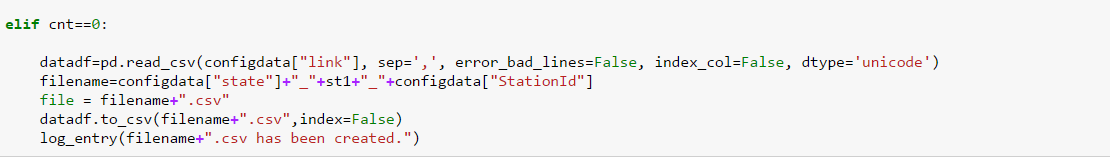 elif cnt==0:
datadf=pd.read_csv(configdata["link"], sep=',', error_bad_lines=False, index_col=False, dtype='unicode')
filename=configdata["state"]+"_"+st1+"_"+configdata["StationId"]
file = filename+".csv"
datadf.to_csv(filename+".csv",index=False)
log_entry(filename+".csv has been created.")